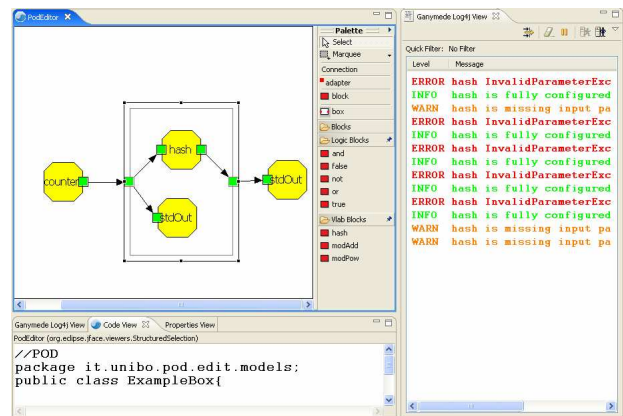 PodEditor
Palette
Select
Marquee
Connection
adapter
block
box
Blocks
Logic Blocks
and
false
not
or
true
Vlab Blocks
hash
modAdd
modPow
hash
counter
stdOut
stdOut
Ganymede Log4j View
Code View
Properties View
PodEditor (org.eclipse.jface.viewers.StructuredSelection)
//POD
package it.unibo.pod.edit.models;
public class ExampleBox{
Ganymede Log4j View
Quick Filter: No Filter
Level Message
ERROR hash InvalidParameterExc
INFO hash is fully configured
WARN hash is missing input pa
ERROR hash InvalidParameterExc
INFO hash is fully configured
ERROR hash InvalidParameterExc
INFO hash is fully configured
ERROR hash InvalidParameterExc
INFO hash is fully configured
ERROR hash InvalidParameterExc
INFO hash is fully configured
WARN hash is missing input pa
WARN hash is missing input pa